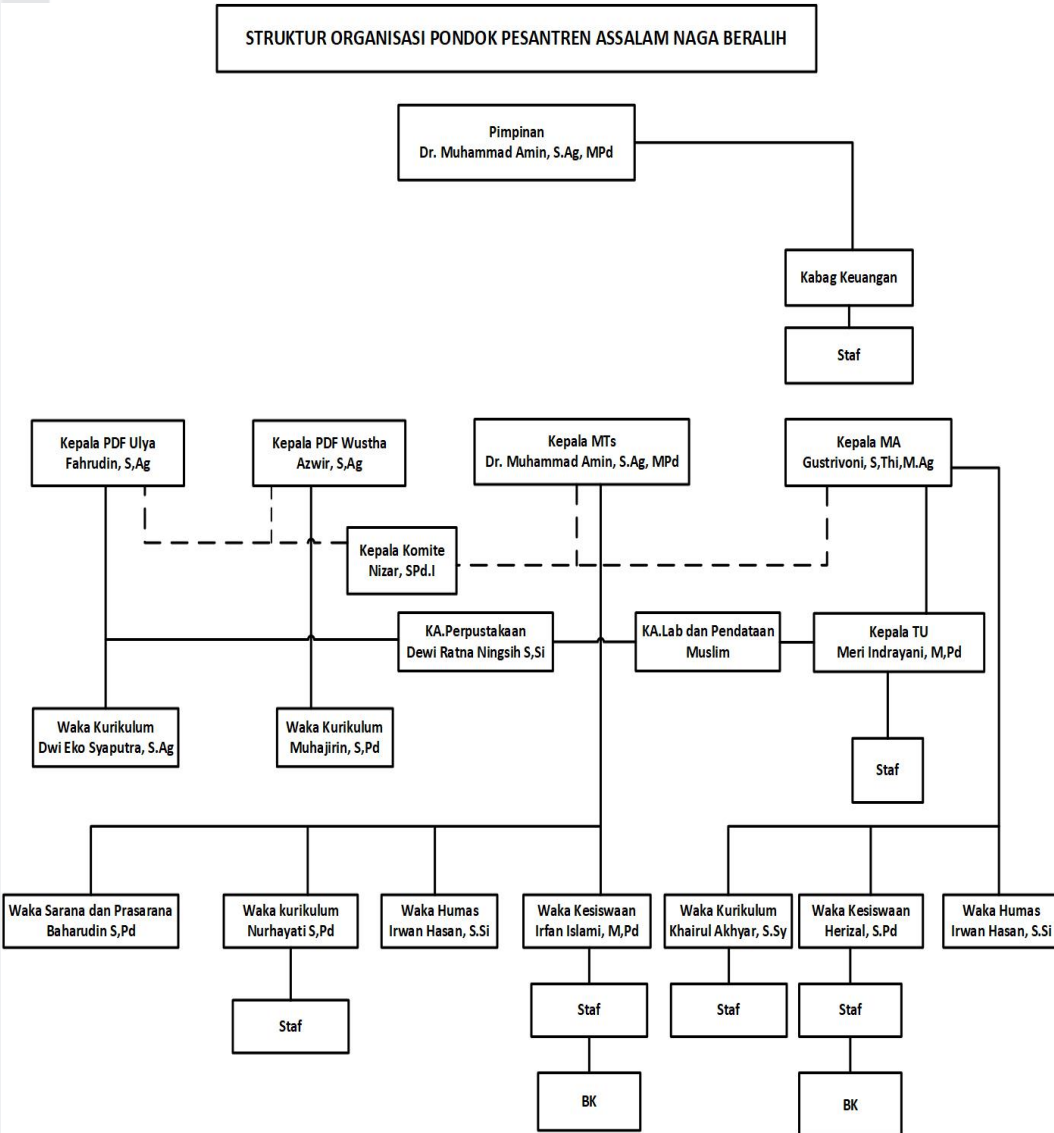 STRUKTUR ORGANISASI PONDOK PESANTREN ASSALAM NAGA BERALIH
Pimpinan
Dr. Muhammad Amin, S.Ag, MPd
Kabag Keuangan
Staf
Kepala PDF Ulya
Fahrudin, S,Ag
Kepala PDF Wustha
Azwir, S,Ag
Kepala MTs
Dr. Muhammad Amin, S.Ag, MPd
Kepala MA
Gustrivoni, S,Thi,M.Ag
Kepala Komite
Nizar, SPd.I
KA.Perpustakaan
Dewi Ratna Ningsih S,Si
KA.Lab dan Pendataan
Muslim
Kepala TU
Meri Indrayani, M,Pd
Waka Kurikulum
Dwi Eko Syaputra, S.Ag
Waka Kurikulum
Muhajirin, S,Pd
Staf
Waka Sarana dan Prasarana
Baharudin S,Pd
Waka kurikulum
Nurhayati S,Pd
Waka Humas
Irwan Hasan, S.Si
Waka Kesiswaan
Irfan Islami, M,Pd
Waka Kurikulum
Khairul Akhyar, S.Sy
Waka Kesiswaan
Herizal, S.Pd
Waka Humas
Irwan Hasan, S.Si
Staf
Staf
Staf
Staf
BK
BK